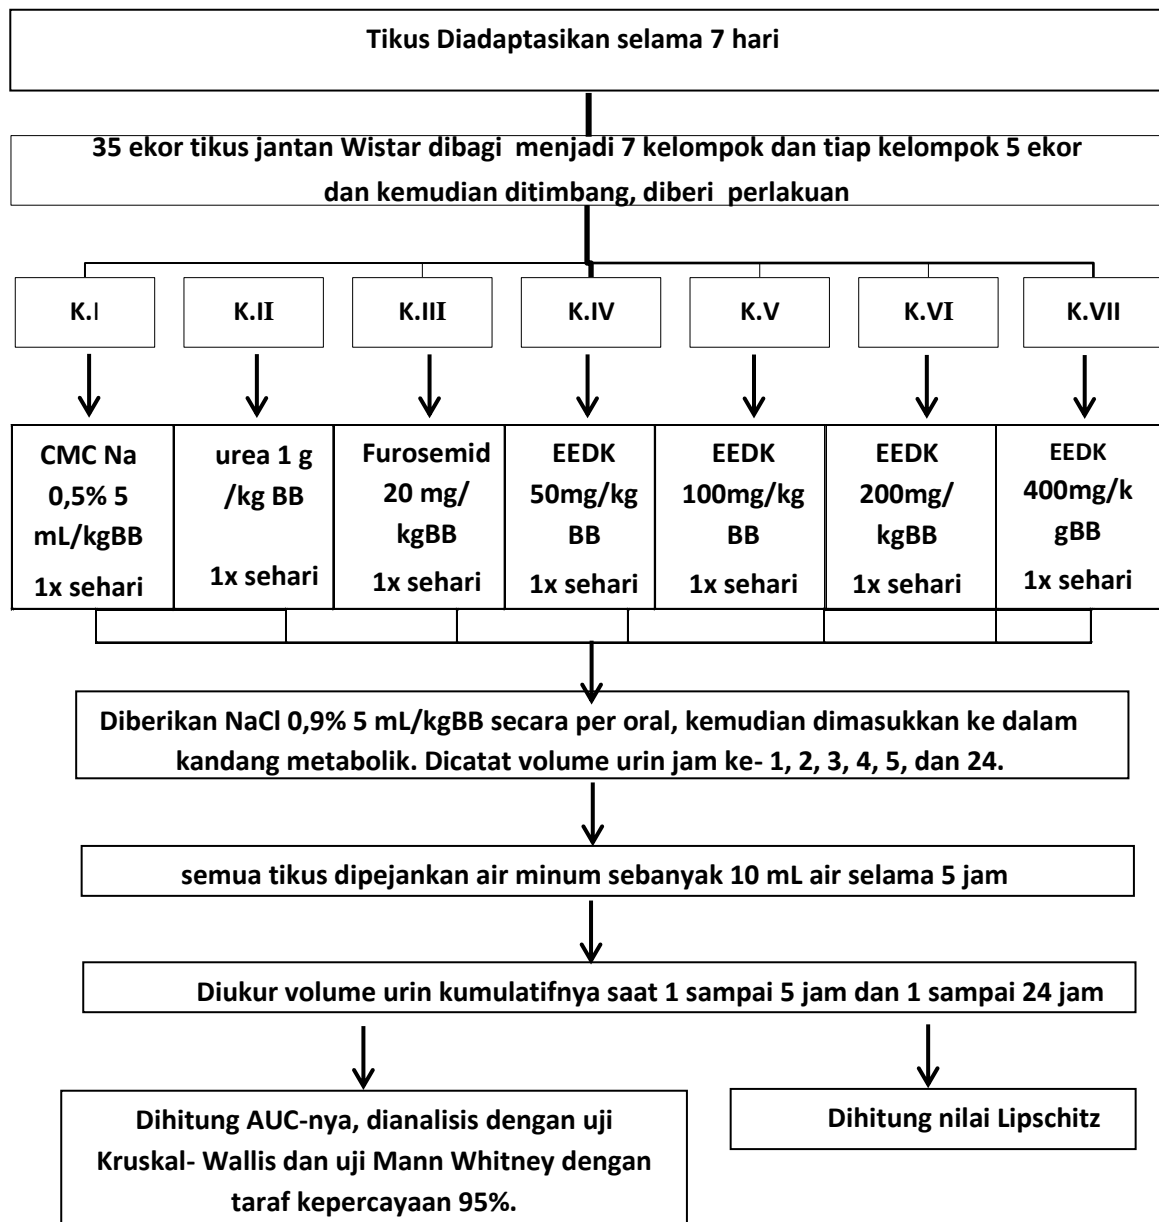 Tikus Diadaptasikan selama 7 hari
35 ekor tikus jantan Wistar dibagi menjadi 7 kelompok dan tiap kelompok 5 ekor
dan kemudian ditimbang, diberi perlakuan
K.I
K.II
K.III
K.IV
K.V
K.VI
K.VII
CMC Na
0,5% 5
mL/kgBB
1x sehari
urea 1 g
/kg BB
1x sehari
Furosemid
20 mg/
kgBB
1x sehari
EEDK
50mg/kg
BB
1x sehari
EEDK
100mg/kg
BB
1x sehari
EEDK
200mg/
kgBB
1x sehari
EEDK
400mg/k
gBB
1x sehari
Diberikan NaCl 0,9% 5 mL/kgBB secara per oral, kemudian dimasukkan ke dalam
kandang metabolik. Dicatat volume urin jam ke- 1, 2, 3, 4, 5, dan 24.
semua tikus dipejankan air minum sebanyak 10 mL air selama 5 jam
Diukur volume urin kumulatifnya saat 1 sampai 5 jam dan 1 sampai 24 jam
Dihitung AUC-nya, dianalisis dengan uji
Kruskal- Wallis dan uji Mann Whitney dengan
taraf kepercayaan 95%.
Dihitung nilai Lipschitz